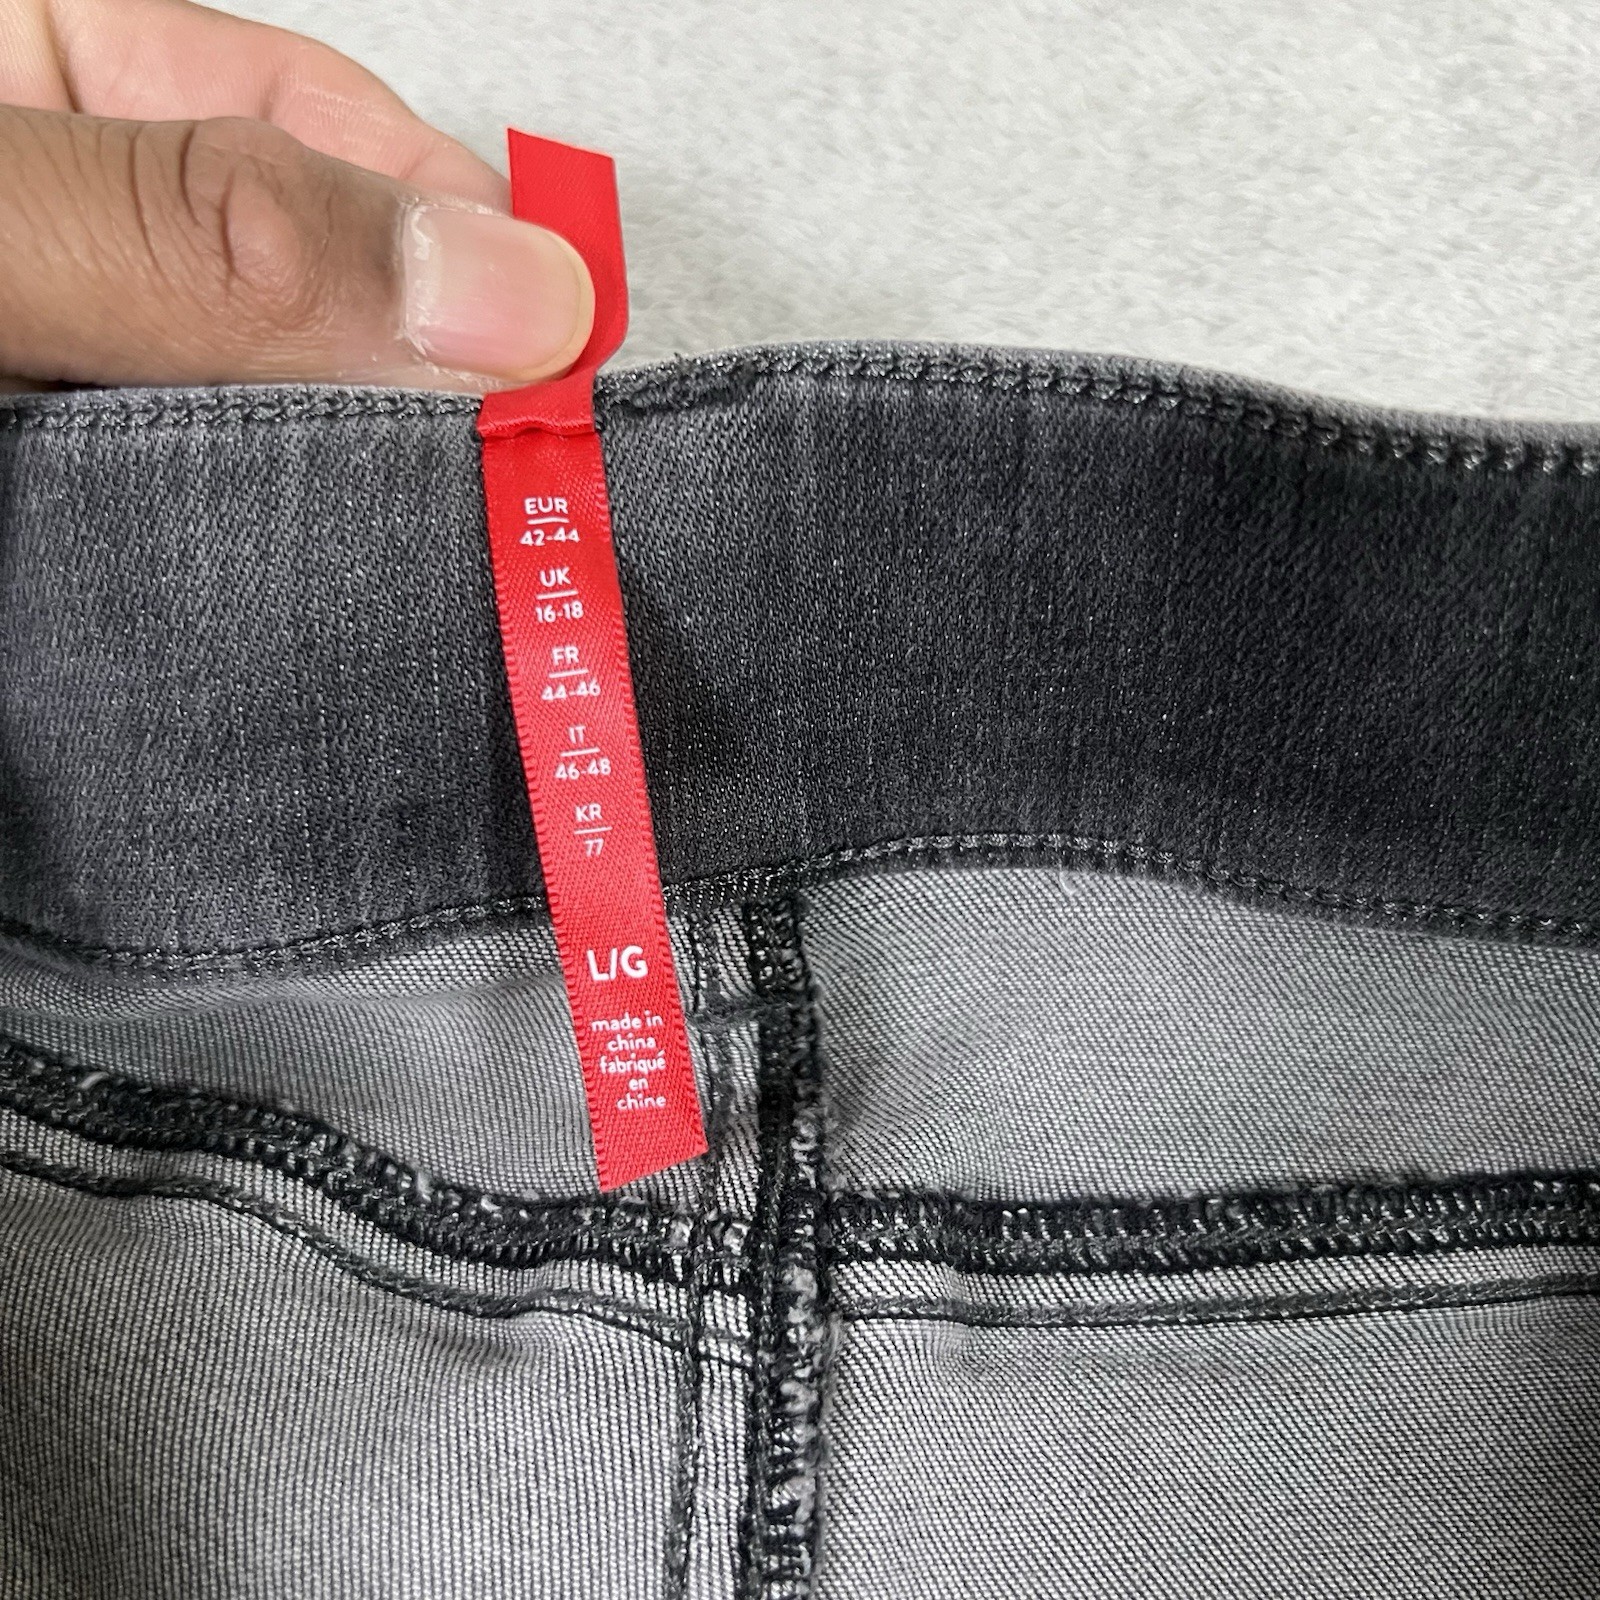 EUR
42-44
UK
16-18
FR
44-46
IT
46-48
KR
77
L/G
made in
china
fabriqué
en
chine